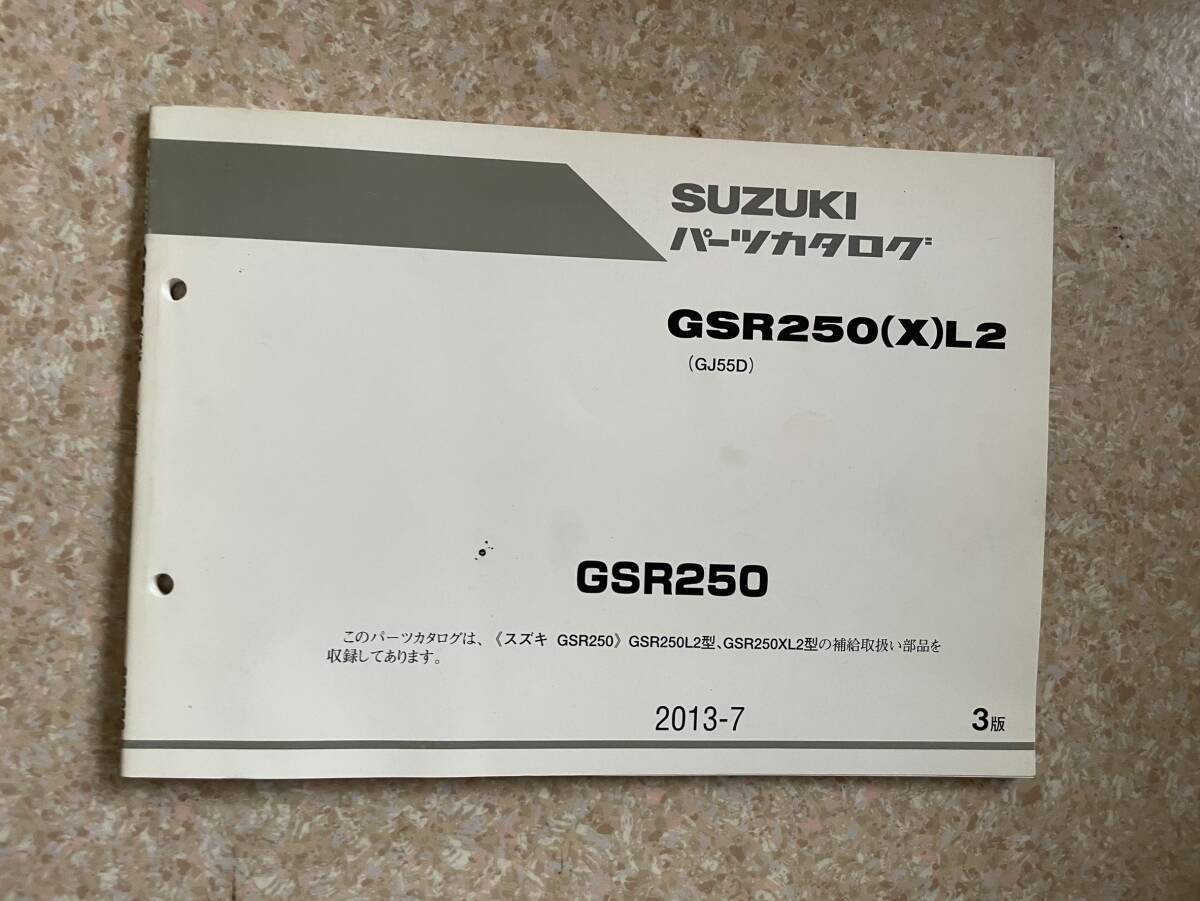 SUZUKI
パーツカタログ
GSR250(X)L2
(GJ55D)
GSR250
このパーツカタログは、《スズキ GSR250》GSR250L2型、GSR250XL2型の補給取扱い部品を
収録してあります。
2013-7
3版